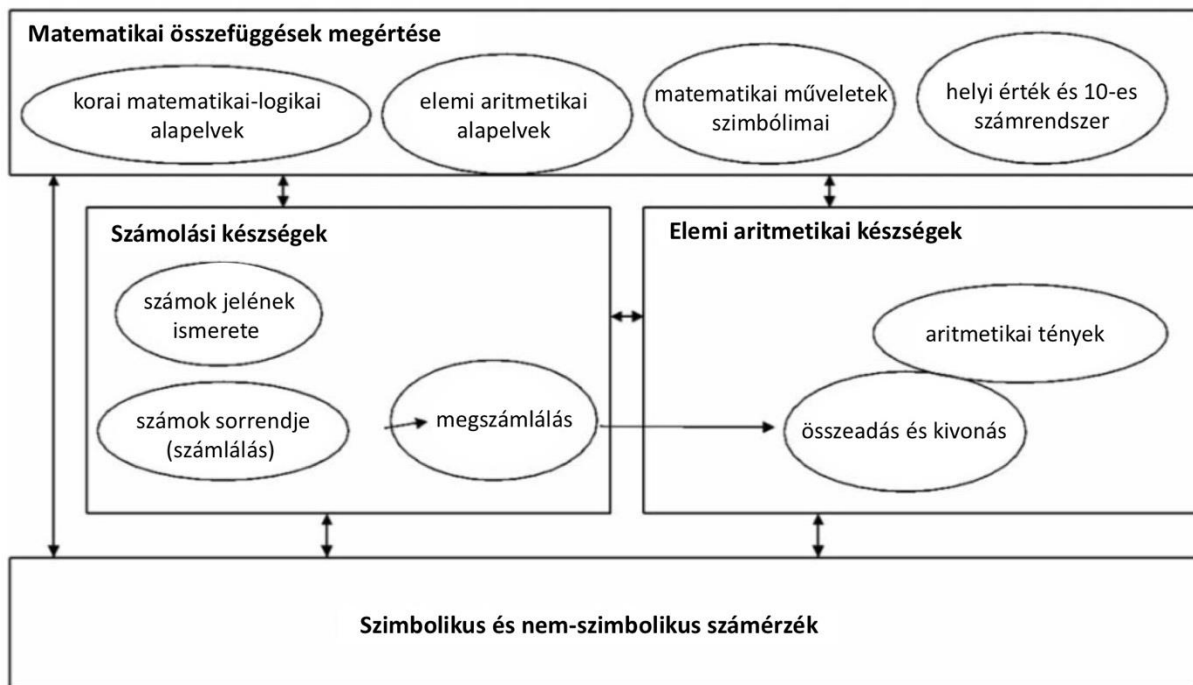 Matematikai összefüggések megértése
korai matematikai-logikai
alapelvek
elemi aritmetikai
alapelvek
matematikai műveletek
szimbólimai
helyi érték és 10-es
számrendszer
Számolási készségek
számok jelének
ismerete
számok sorrendje
(számlálás)
megszámlálás
Elemi aritmetikai készségek
aritmetikai tények
összeadás és kivonás
Szimbolikus és nem-szimbolikus számérzék